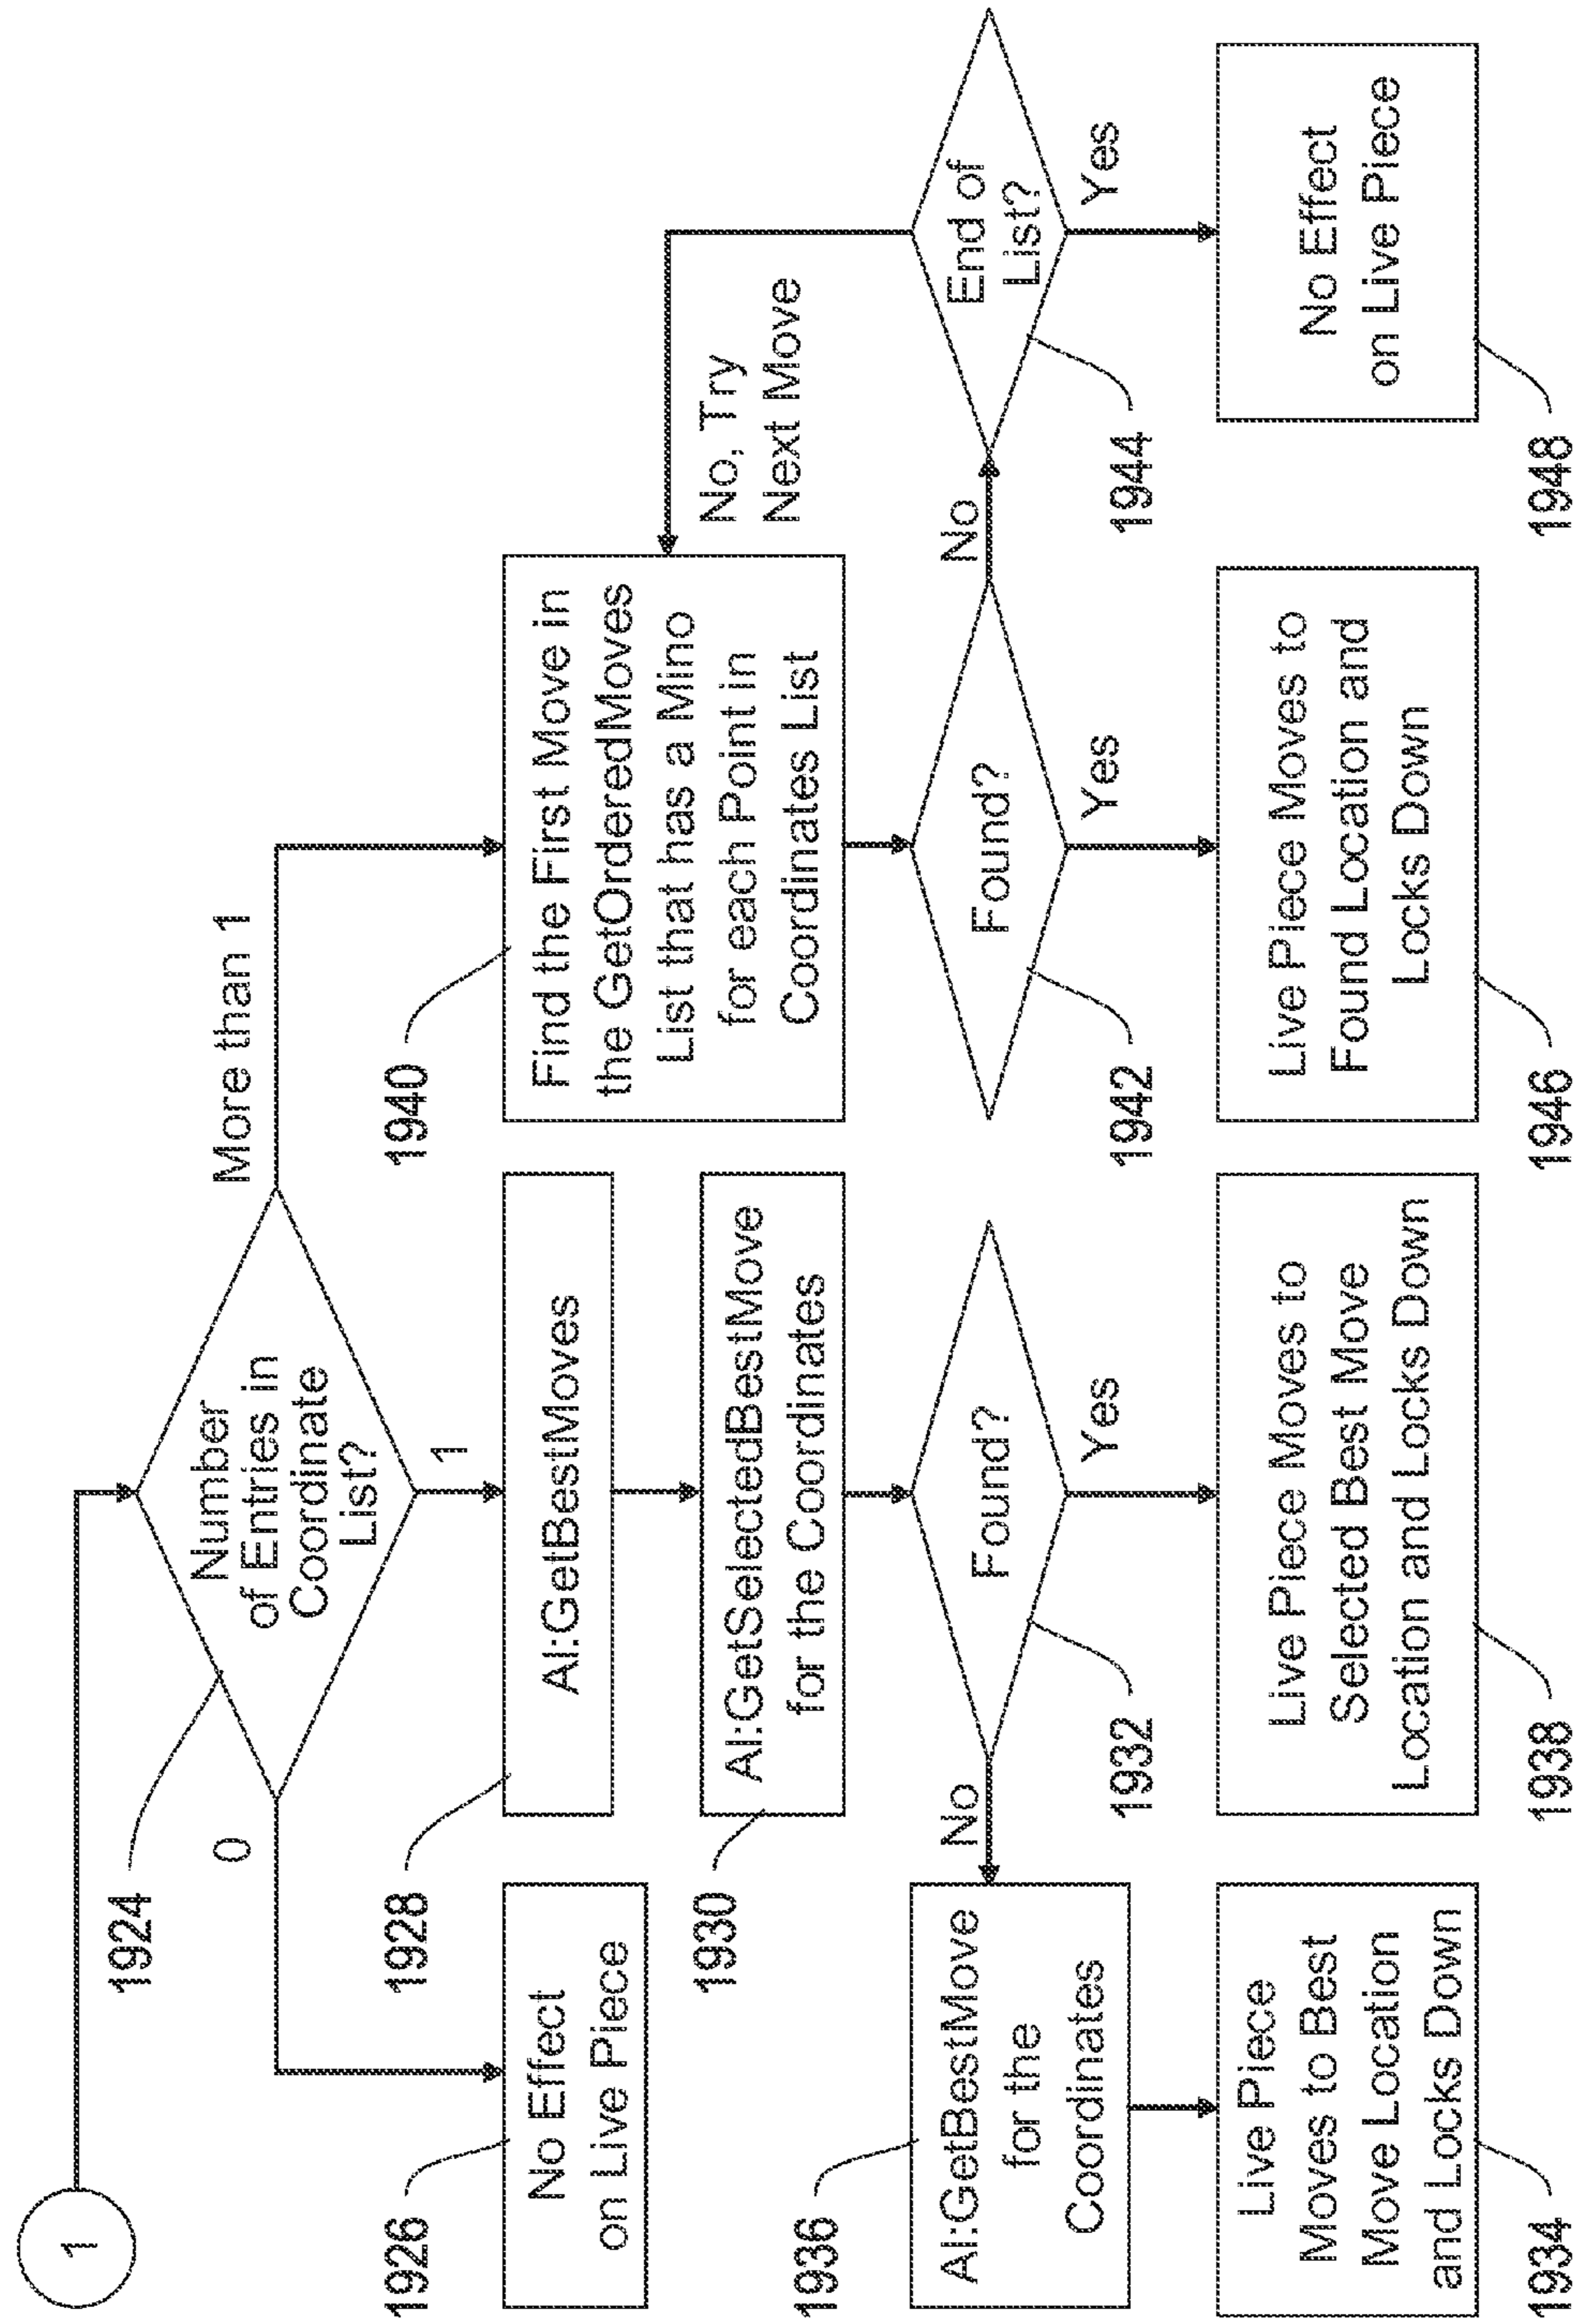 1
1924
Number
of Entries in
Coordinate
List?
0
1
More than 1
1926
No Effect
on Live Piece
1928
AI:GetBestMoves
1930
AI:GetSelectedBestMove
for the Coordinates
1932
Found?
No
Yes
1936
AI:GetBestMove
for the
Coordinates
1934
Live Piece
Moves to Best
Move Location
and Locks Down
1938
Live Piece Moves to
Selected Best Move
Location and Locks Down
1940
Find the First Move in
the GetOrderedMoves
List that has a Mino
for each Point in
Coordinates List
1942
Found?
No
Yes
No, Try
Next Move
1944
End of
List?
Yes
1946
Live Piece Moves to
Found Location and
Locks Down
1948
No Effect
on Live Piece